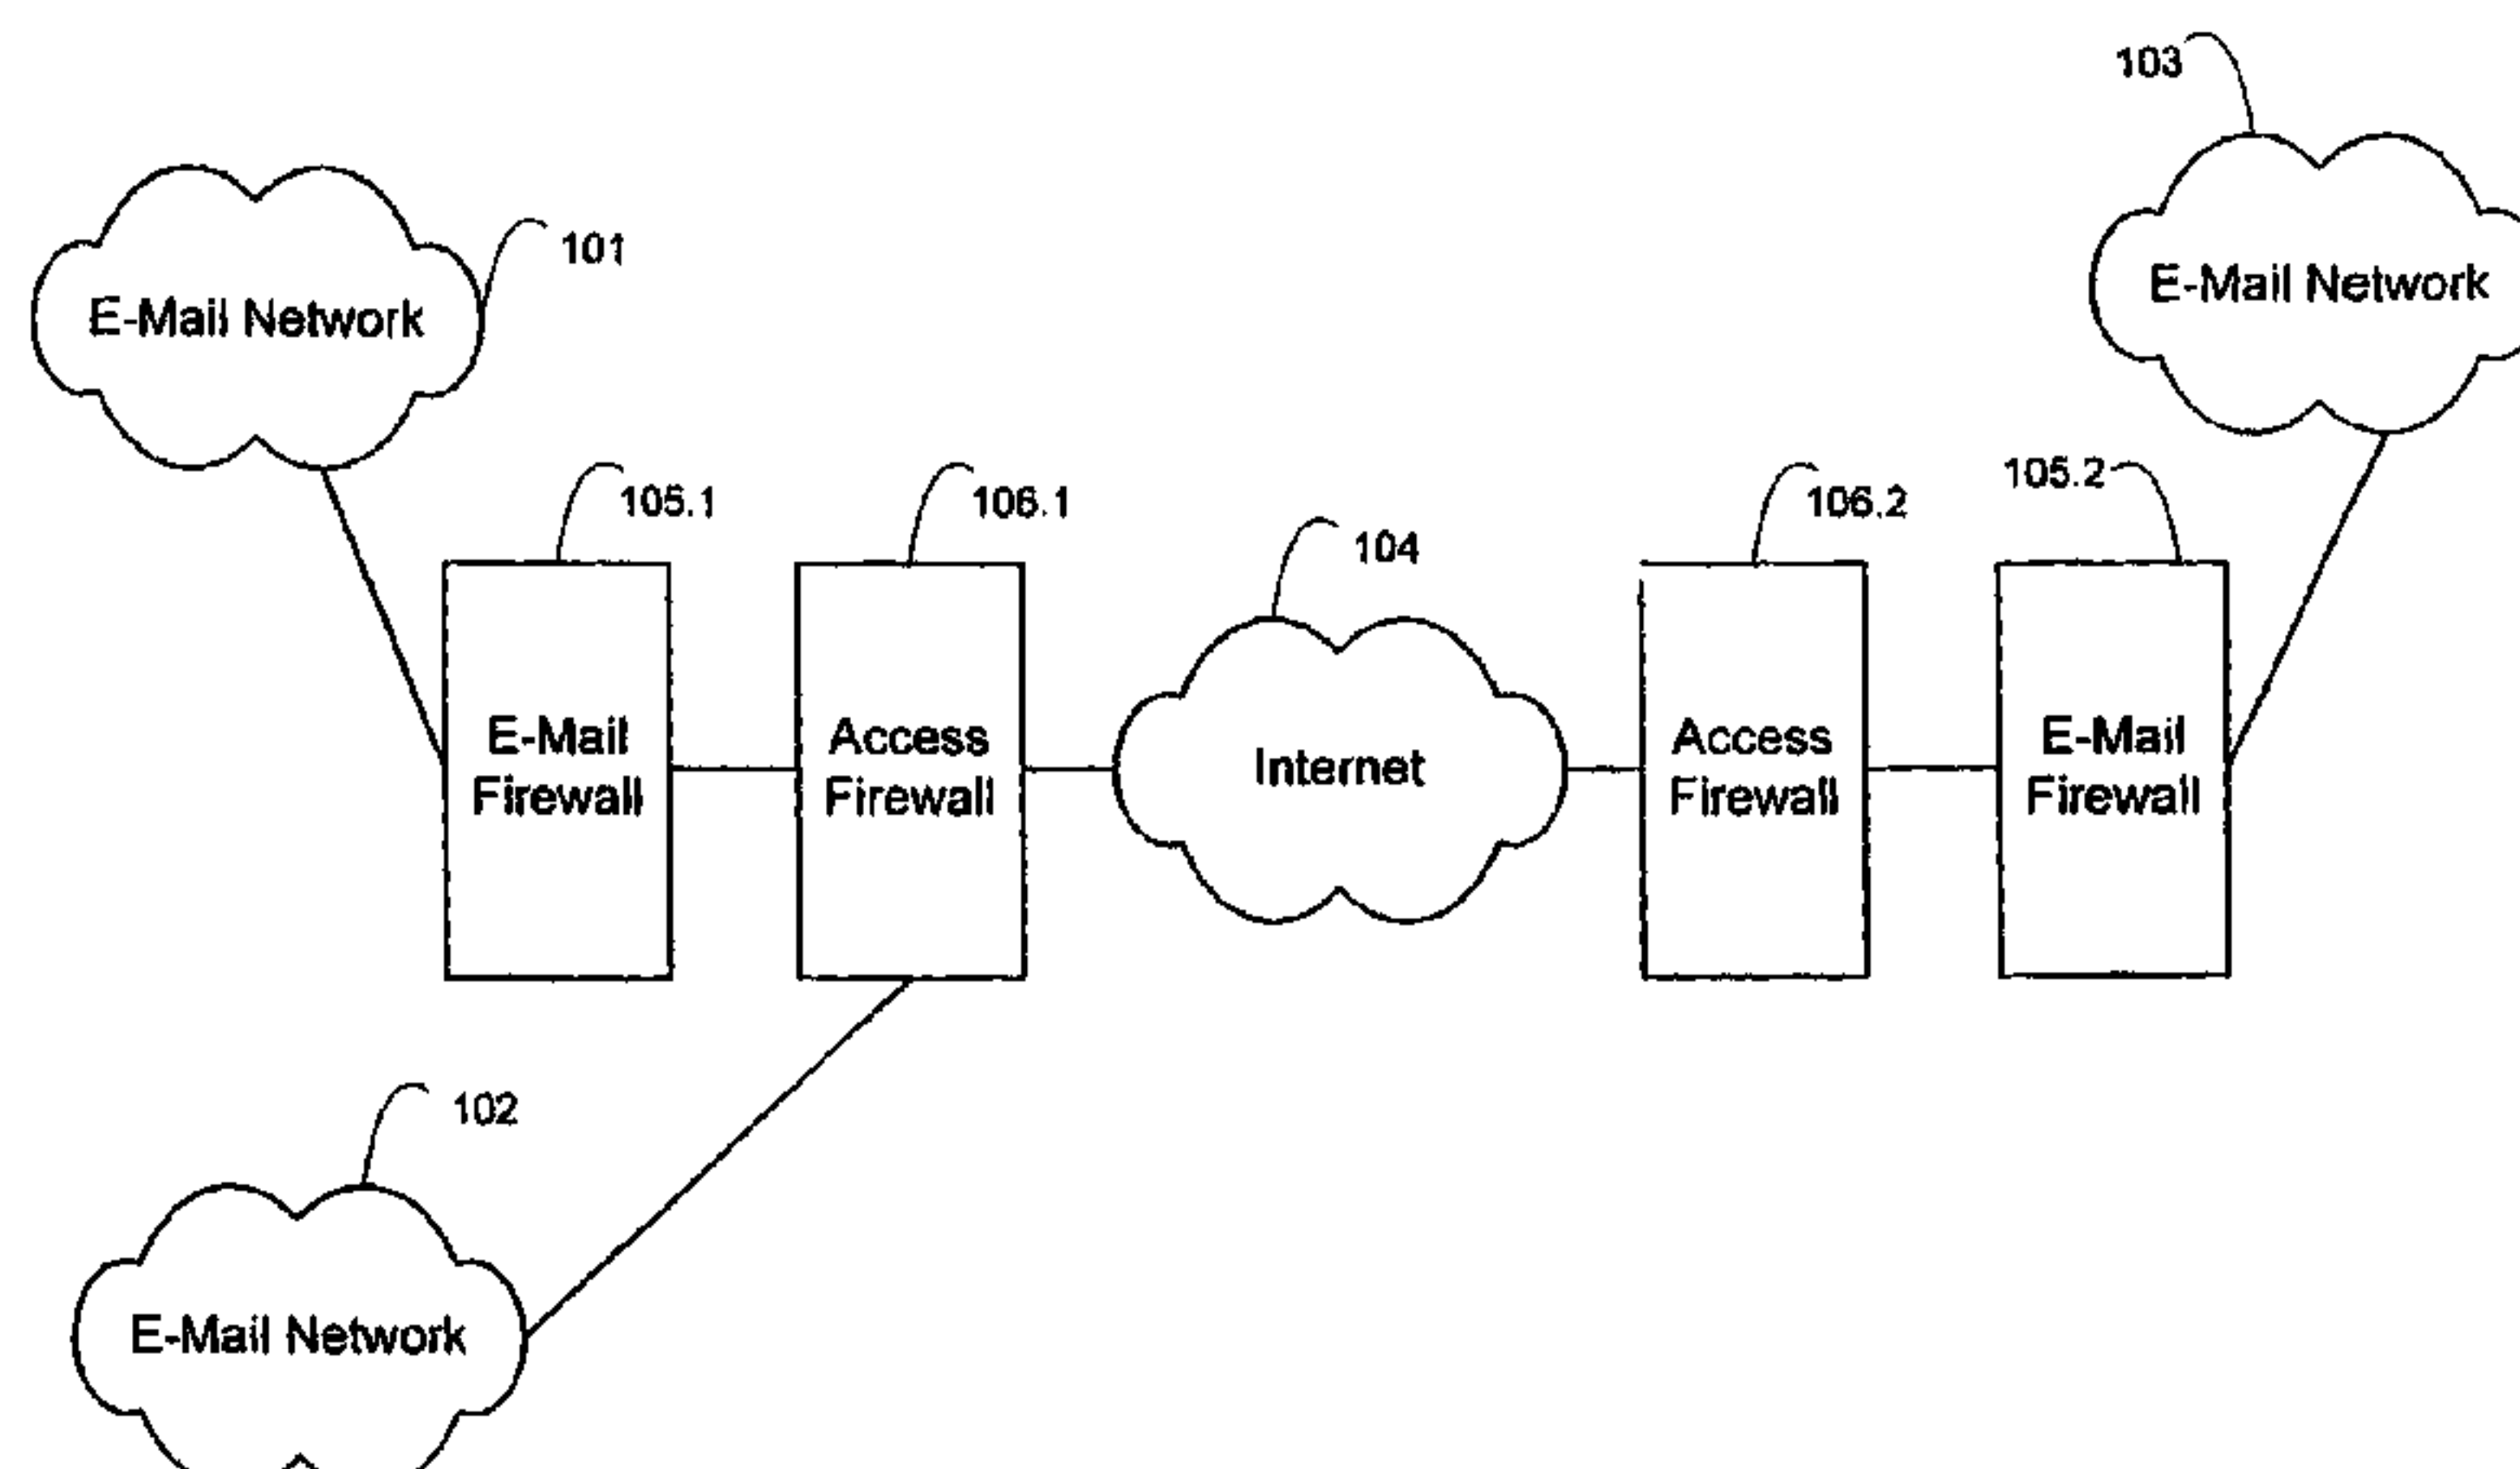 103
101
E-Mail Network
E-Mail Network
105.1
106.1
104
106.2
105.2
E-Mail
Firewall
Access
Firewall
Internet
Access
Firewall
E-Mail
Firewall
102
E-Mail Network